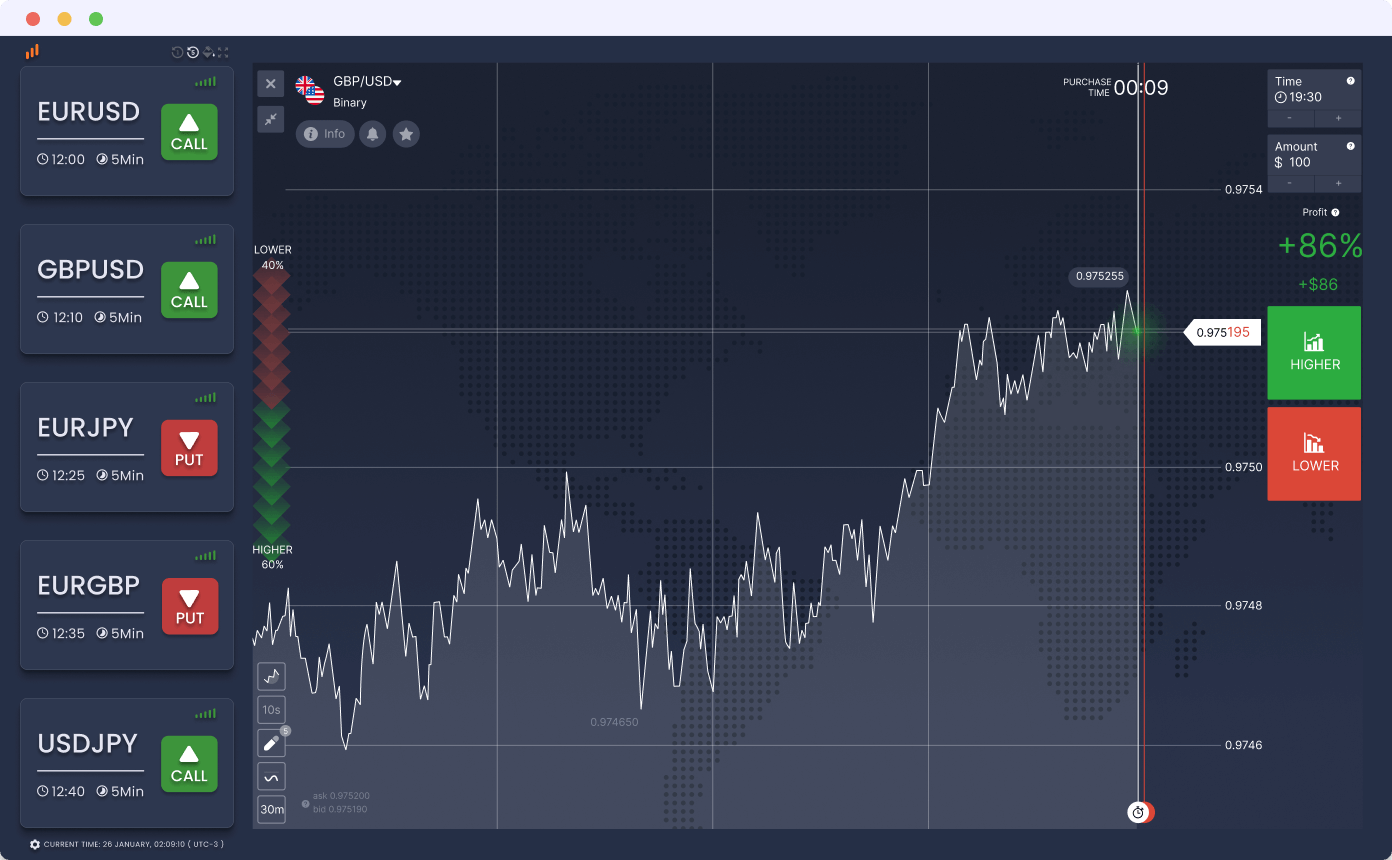 EURUSD
12:00 5Min
CALL
GBPUSD
12:10 5Min
CALL
EURJPY
12:25 5Min
PUT
EURGBP
12:35 5Min
PUT
USDJPY
12:40 5Min
CALL
CURRENT TIME: 26 JANUARY, 02:09:10 ( UTC-3 )
GBP/USD
Binary
Info
PURCHASE
TIME
00:09
LOWER
40%
HIGHER
60%
0.975255
0.974650
10s
5
30m
ask 0.975200
bid 0.975190
0.9754
0.975195
0.9750
0.9748
0.9746
Time
19:30
- +
Amount
$ 100
- +
Profit
+86%
+$86
HIGHER
LOWER